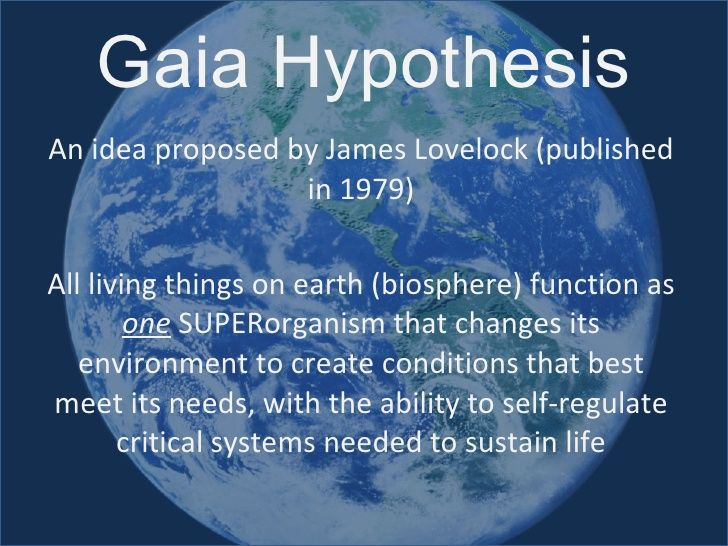 Gaia Hypothesis
An idea proposed by James Lovelock (published
in 1979)
All living things on earth (biosphere) function as
one SUPERorganism that changes its
environment to create conditions that best
meet its needs, with the ability to self-regulate
critical systems needed to sustain life